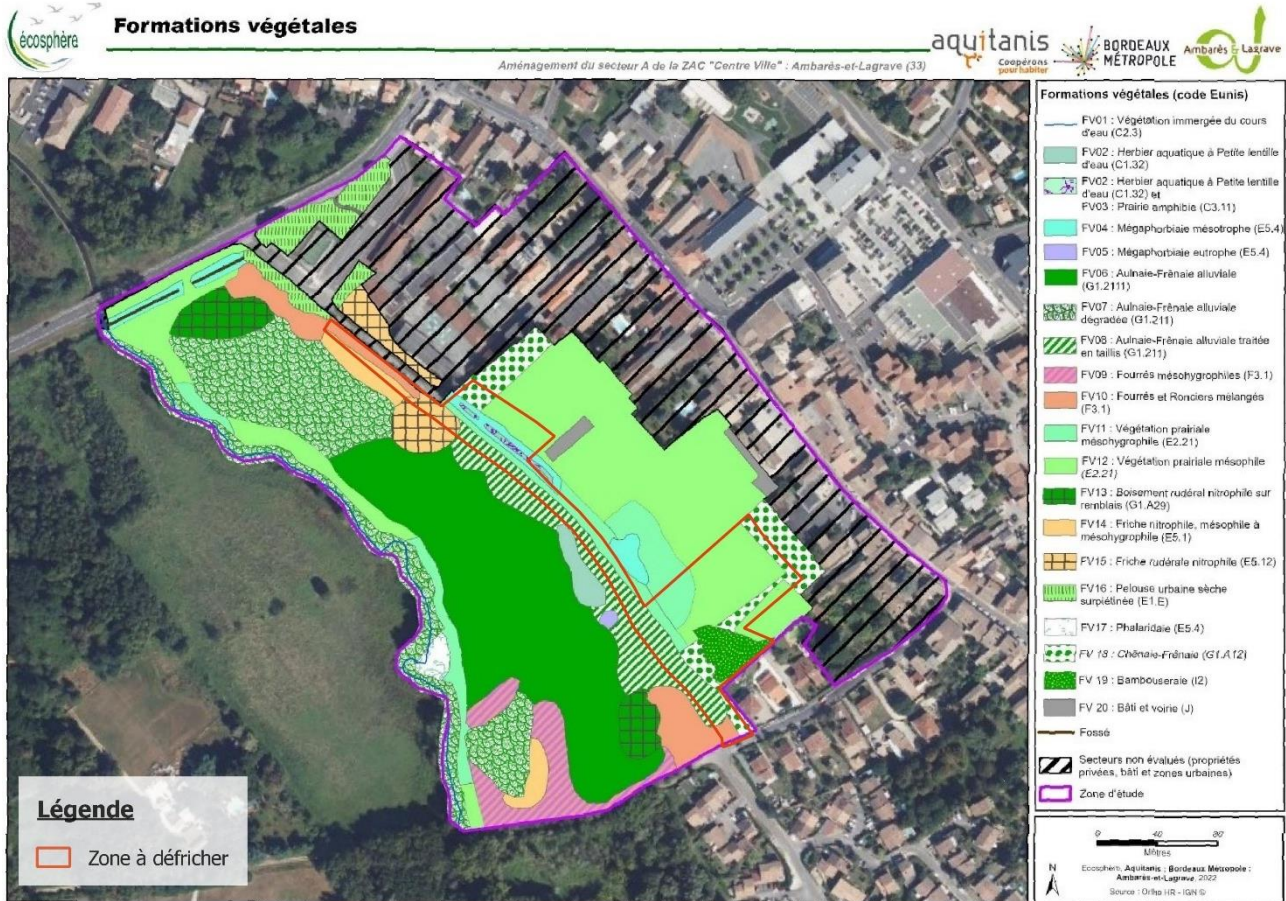 écosphère
Formations végétales
aquitanis
Coopérons
pour habiter
BORDEAUX
MÉTROPOLE
Ambarès & Lagrave
Aménagement du secteur A de la ZAC "Centre Ville" : Ambarès-et-Lagrave (33)
Formations végétales (code Eunis)
FV01 : Végétation immergée du cours
d'eau (C2.3)
FV02 : Herbier aquatique à Petite lentille
d'eau (C1.32)
FV02 : Herbier aquatique à Petite lentille
d'eau (C1.32) et
FV03 : Prairie amphibie (C3.11)
FV04 : Mégaphorbiaie mésotrophe (E5.4)
FV05 : Mégaphorbiaie eutrophe (E5.4)
FV06 : Aulnaie-Frênaie alluviale
(G1.2111)
FV07 : Aulnaie-Frênaie alluviale
dégradée (G1.211)
FV08 : Aulnaie-Frênaie alluviale traitée
en taillis (G1.211)
FV09 : Fourrés mésohygrophiles (F3.1)
FV10 : Fourrés et Ronciers mélangés
(F3.1)
FV11 : Végétation prairiale
mésohygrophile (E2.21)
FV12 : Végétation prairiale mésophile
(E2.21)
FV13 : Boisement rudéral nitrophile sur
remblais (G1.A29)
FV14 : Friche nitrophile, mésophile à
mésohygrophile (E5.1)
FV15 : Friche rudérale nitrophile (E5.12)
FV16 : Pelouse urbaine sèche
surpiétinée (E1.E)
FV17 : Phalaridaie (E5.4)
FV 18 : Chênaie-Frênaie (G1.A12)
FV 19 : Bambouseraie (I2)
FV 20 : Bâti et voirie (J)
Fossé
Secteurs non évalués (propriétés
privées, bâti et zones urbaines)
Zone d'étude
Légende
Zone à défricher
0 40 80
Mètres
N
Ecosphère, Aquitanis ; Bordeaux Métropole ;
Ambarès-et-Lagrave, 2022
Source : Ortho HR - IGN ©